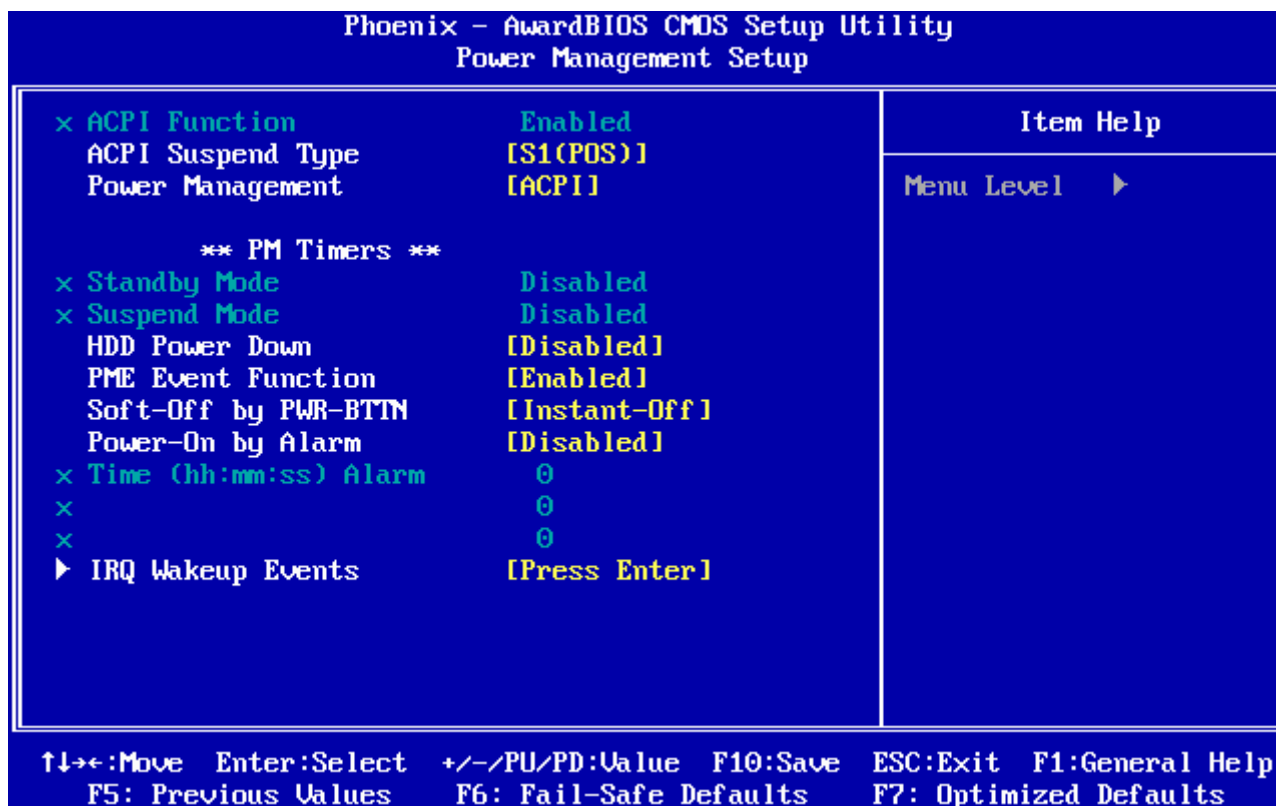 Phoenix - AwardBIOS CMOS Setup Utility
Power Management Setup
x ACPI Function Enabled
ACPI Suspend Type [S1(POS)]
Power Management [ACPI]
** PM Timers **
x Standby Mode Disabled
x Suspend Mode Disabled
HDD Power Down [Disabled]
PME Event Function [Enabled]
Soft-Off by PWR-BTTN [Instant-Off]
Power-On by Alarm [Disabled]
x Time (hh:mm:ss) Alarm 0
x 0
x 0
▶ IRQ Wakeup Events [Press Enter]
Item Help
Menu Level ▶
↑↓→←:Move Enter:Select +/-/PU/PD:Value F10:Save ESC:Exit F1:General Help
F5: Previous Values F6: Fail-Safe Defaults F7: Optimized Defaults